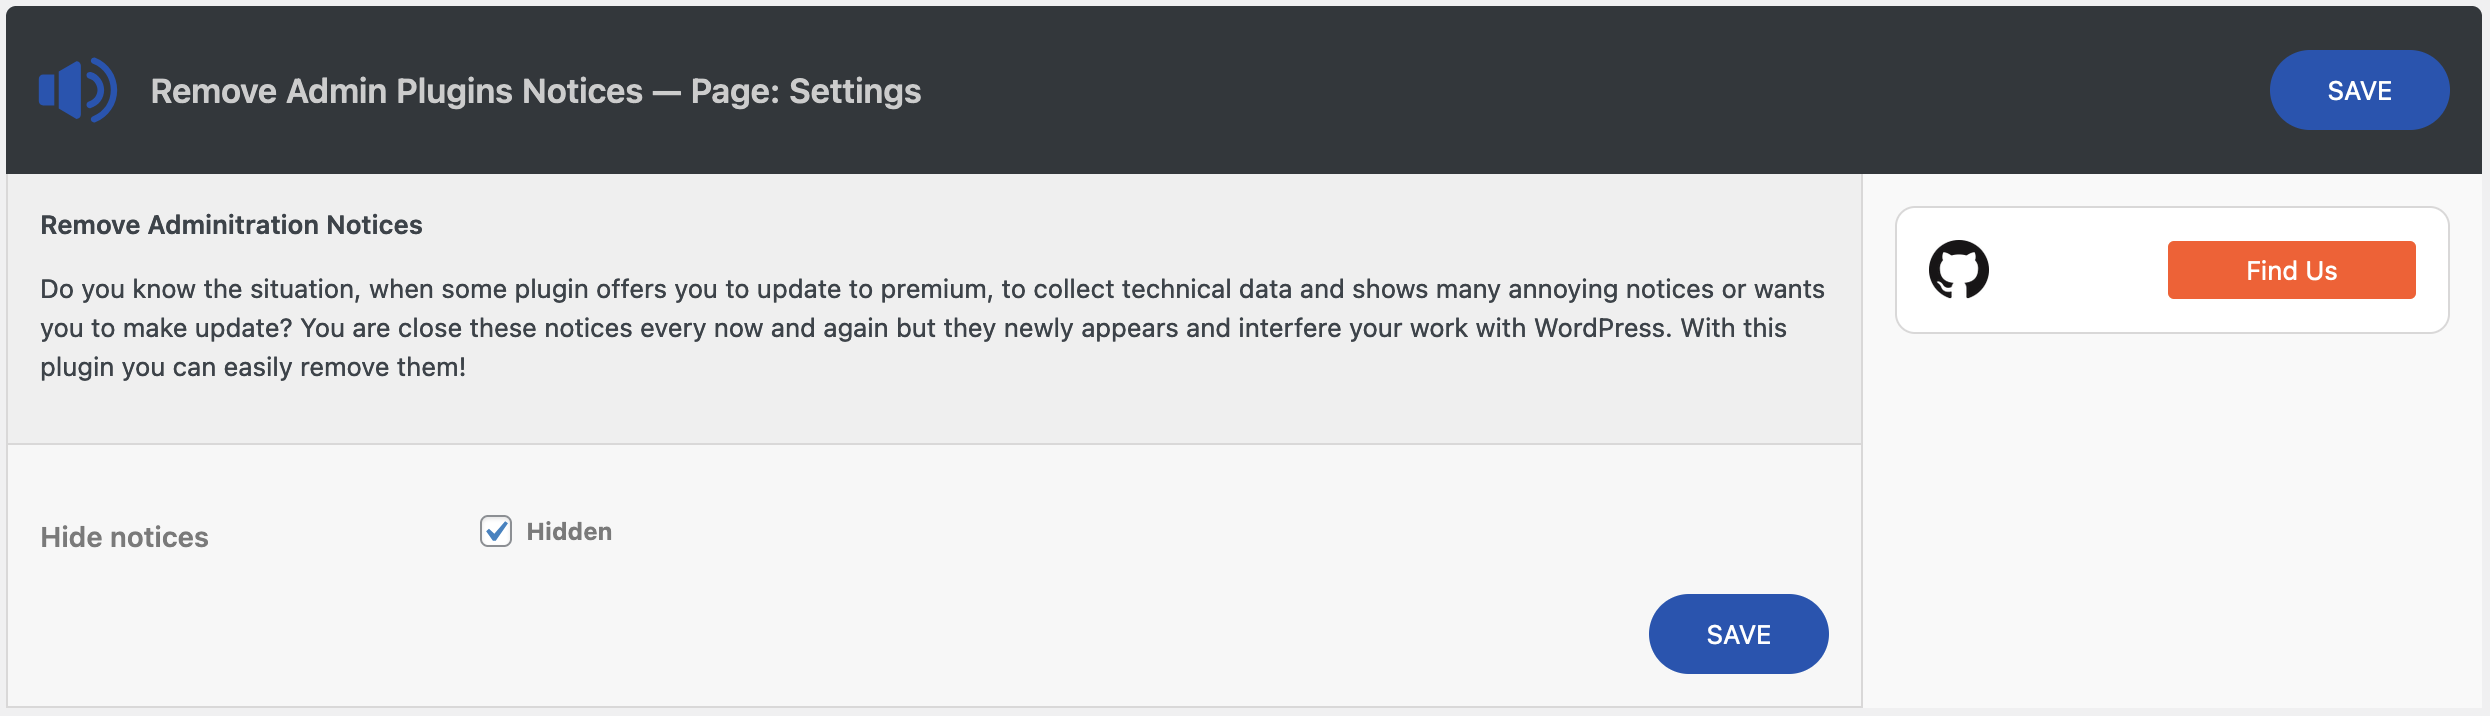 Remove Admin Plugins Notices — Page: Settings
SAVE
Remove Adminitration Notices
Do you know the situation, when some plugin offers you to update to premium, to collect technical data and shows many annoying notices or wants
you to make update? You are close these notices every now and again but they newly appears and interfere your work with WordPress. With this
plugin you can easily remove them!
Find Us
Hide notices
Hidden
SAVE